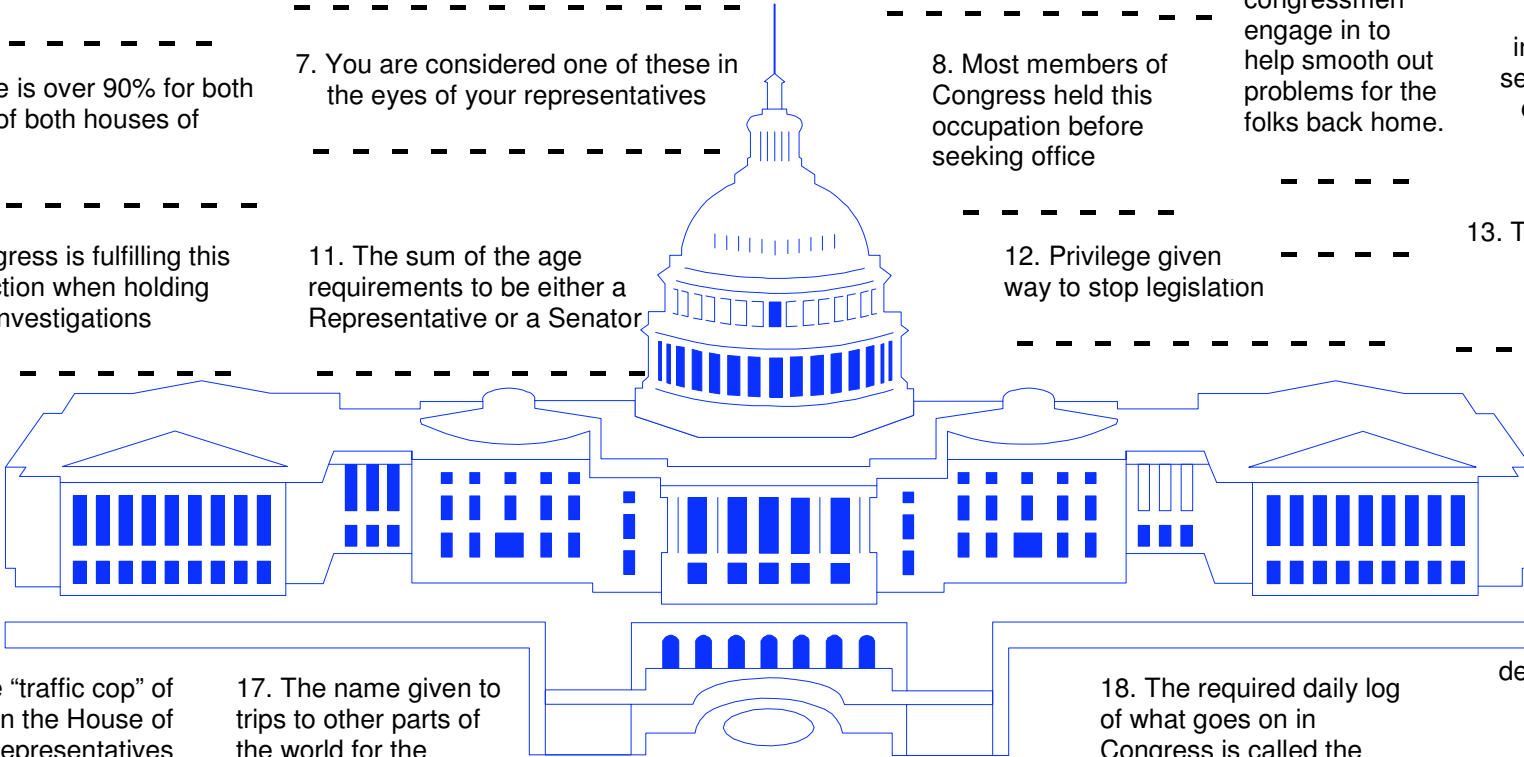 congressmen
engage in to
help smooth out
problems for the
folks back home.
7. You are considered one of these in
the eyes of your representatives
8. Most members of
Congress held this
occupation before
seeking office
e is over 90% for both
of both houses of
gress is fulfilling this
ction when holding
nvestigations
11. The sum of the age
requirements to be either a
Representative or a Senator
12. Privilege given
way to stop legislation
13. T
e “traffic cop” of
n the House of
epresentatives
17. The name given to
trips to other parts of
the world for the
18. The required daily log
of what goes on in
Congress is called the
de